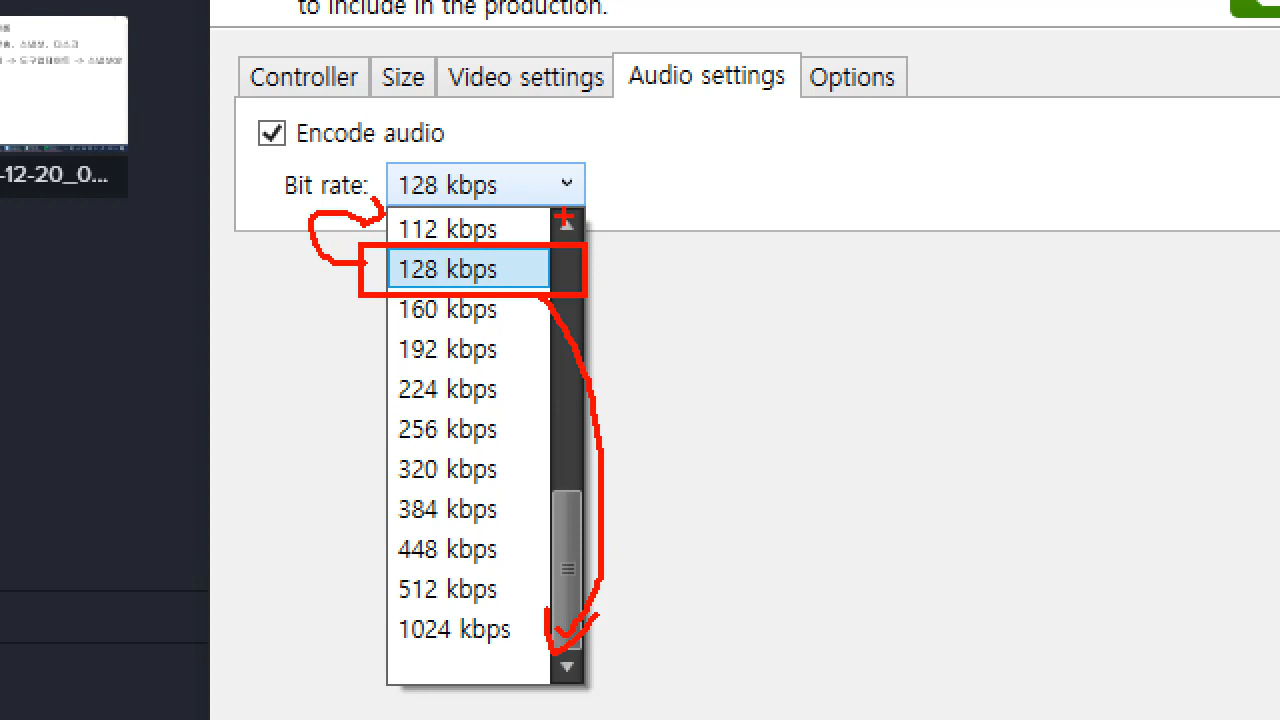 to include in the production.
Controller Size Video settings Audio settings Options
Encode audio
Bit rate: 128 kbps
112 kbps
128 kbps
160 kbps
192 kbps
224 kbps
256 kbps
320 kbps
384 kbps
448 kbps
512 kbps
1024 kbps
-12-20_0...